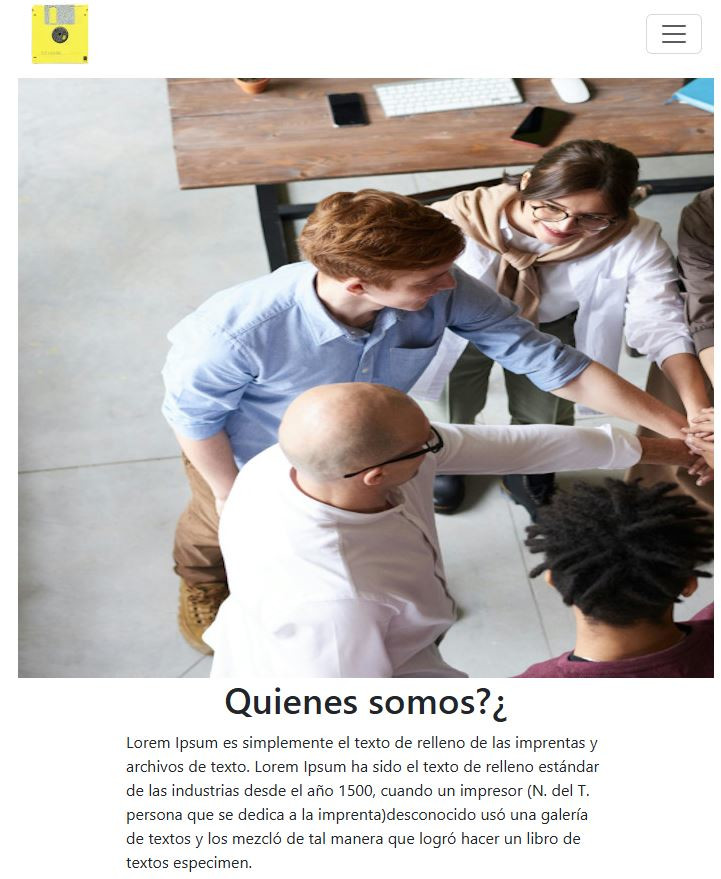 Quienes somos?¿
Lorem Ipsum es simplemente el texto de relleno de las imprentas y
archivos de texto. Lorem Ipsum ha sido el texto de relleno estándar
de las industrias desde el año 1500, cuando un impresor (N. del T.
persona que se dedica a la imprenta)desconocido usó una galería
de textos y los mezcló de tal manera que logró hacer un libro de
textos especimen.